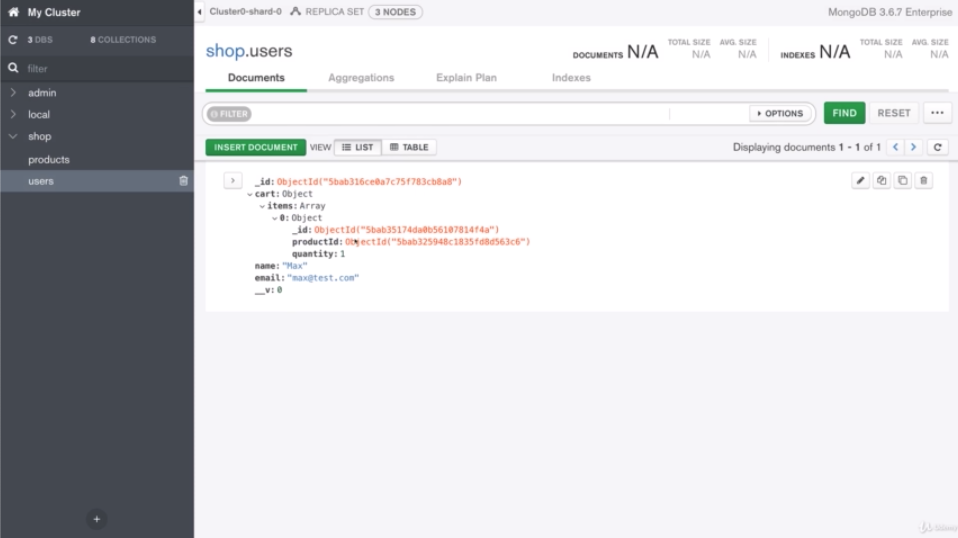 My Cluster
3 DBS 8 COLLECTIONS
filter
admin
local
shop
products
users
Cluster0-shard-0 REPLICA SET 3 NODES MongoDB 3.6.7 Enterprise
shop.users
DOCUMENTS N/A TOTAL SIZE N/A AVG. SIZE N/A INDEXES N/A TOTAL SIZE N/A AVG. SIZE N/A
Documents Aggregations Explain Plan Indexes
FILTER OPTIONS FIND RESET ...
INSERT DOCUMENT VIEW LIST TABLE Displaying documents 1 - 1 of 1
_id: ObjectId("5bab316ce0a7c75f783cb8a8")
cart: Object
items: Array
0: Object
_id: ObjectId("5bab35174da0b56107814f4a")
productId: ObjectId("5bab325948c1835fd8d563c6")
quantity: 1
name: "Max"
email: "max@test.com"
__v: 0
Udemy